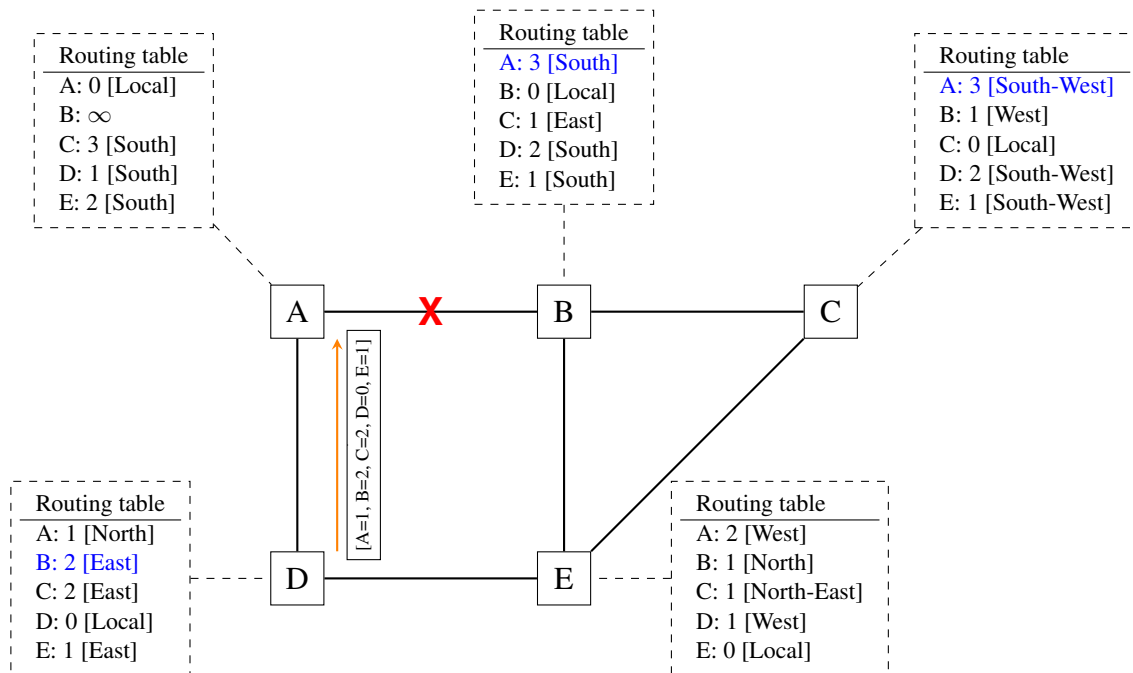 Routing table
A: 0 [Local]
B: ∞
C: 3 [South]
D: 1 [South]
E: 2 [South]
Routing table
A: 3 [South]
B: 0 [Local]
C: 1 [East]
D: 2 [South]
E: 1 [South]
Routing table
A: 3 [South-West]
B: 1 [West]
C: 0 [Local]
D: 2 [South-West]
E: 1 [South-West]
A
X
B
C
[A=1, B=2, C=2, D=0, E=1]
Routing table
A: 1 [North]
B: 2 [East]
C: 2 [East]
D: 0 [Local]
E: 1 [East]
D
E
Routing table
A: 2 [West]
B: 1 [North]
C: 1 [North-East]
D: 1 [West]
E: 0 [Local]